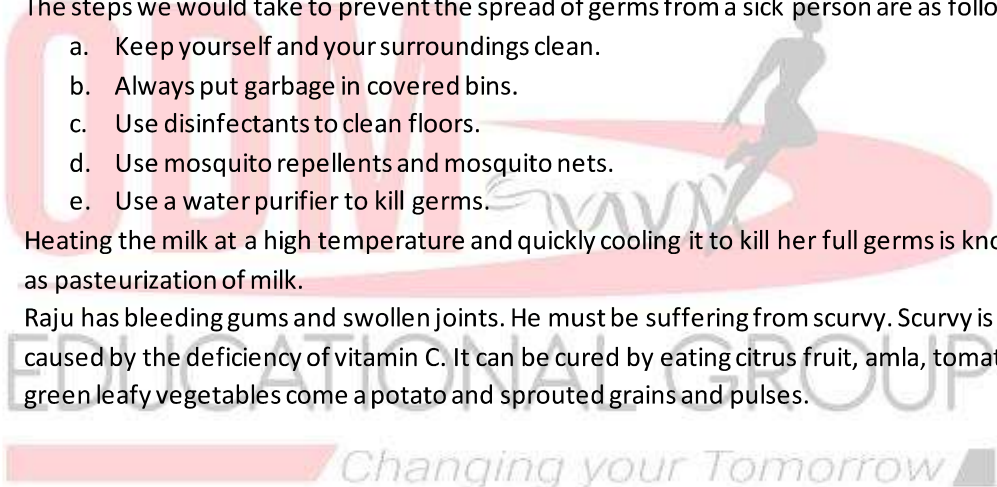 The steps we would take to prevent the spread of germs from a sick person are as follo
a. Keep yourself and your surroundings clean.
b. Always put garbage in covered bins.
c. Use disinfectants to clean floors.
d. Use mosquito repellents and mosquito nets.
e. Use a water purifier to kill germs.
Heating the milk at a high temperature and quickly cooling it to kill her full germs is kno
as pasteurization of milk.
Raju has bleeding gums and swollen joints. He must be suffering from scurvy. Scurvy is
caused by the deficiency of vitamin C. It can be cured by eating citrus fruit, amla, tomat
green leafy vegetables come a potato and sprouted grains and pulses.
ODM
EDUCATIONAL GROUP
Changing your Tomorrow